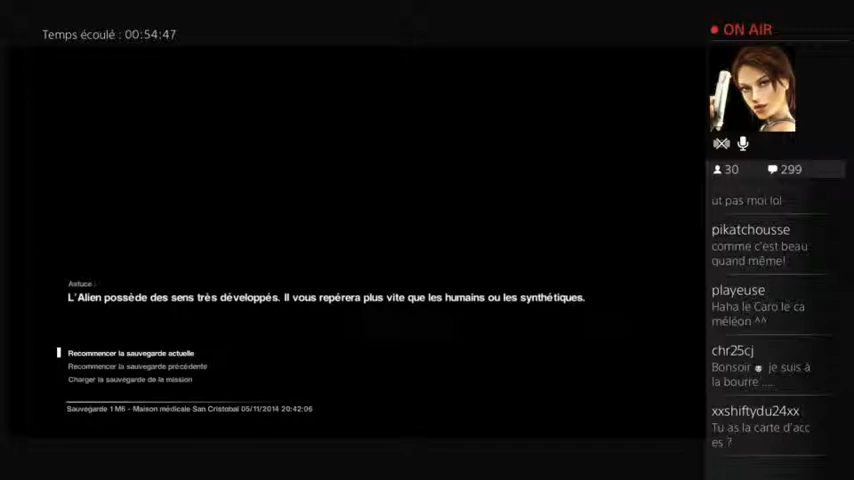 Temps écoulé : 00:54:47
ON AIR
30 299
ut pas moi lol
pikatchousse
comme c'est beau
quand même!
playeuse
Haha le Caro le ca
méléon ^^
chr25cj
Bonsoir je suis à
la bourre ....
xxshiftydu24xx
Tu as la carte d'acc
es ?
Astuce :
L'Alien possède des sens très développés. Il vous repérera plus vite que les humains ou les synthétiques.
Recommencer la sauvegarde actuelle
Recommencer la sauvegarde précédente
Charger la sauvegarde de la mission
Sauvegarde 1 M6 - Maison médicale San Cristobal 05/11/2014 20:42:06